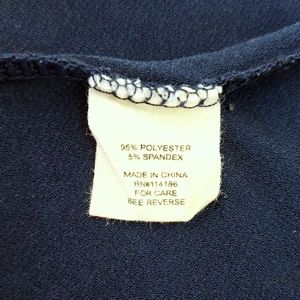 95% POLYESTER
5% SPANDEX
MADE IN CHINA
RN#114186
FOR CARE
SEE REVERSE